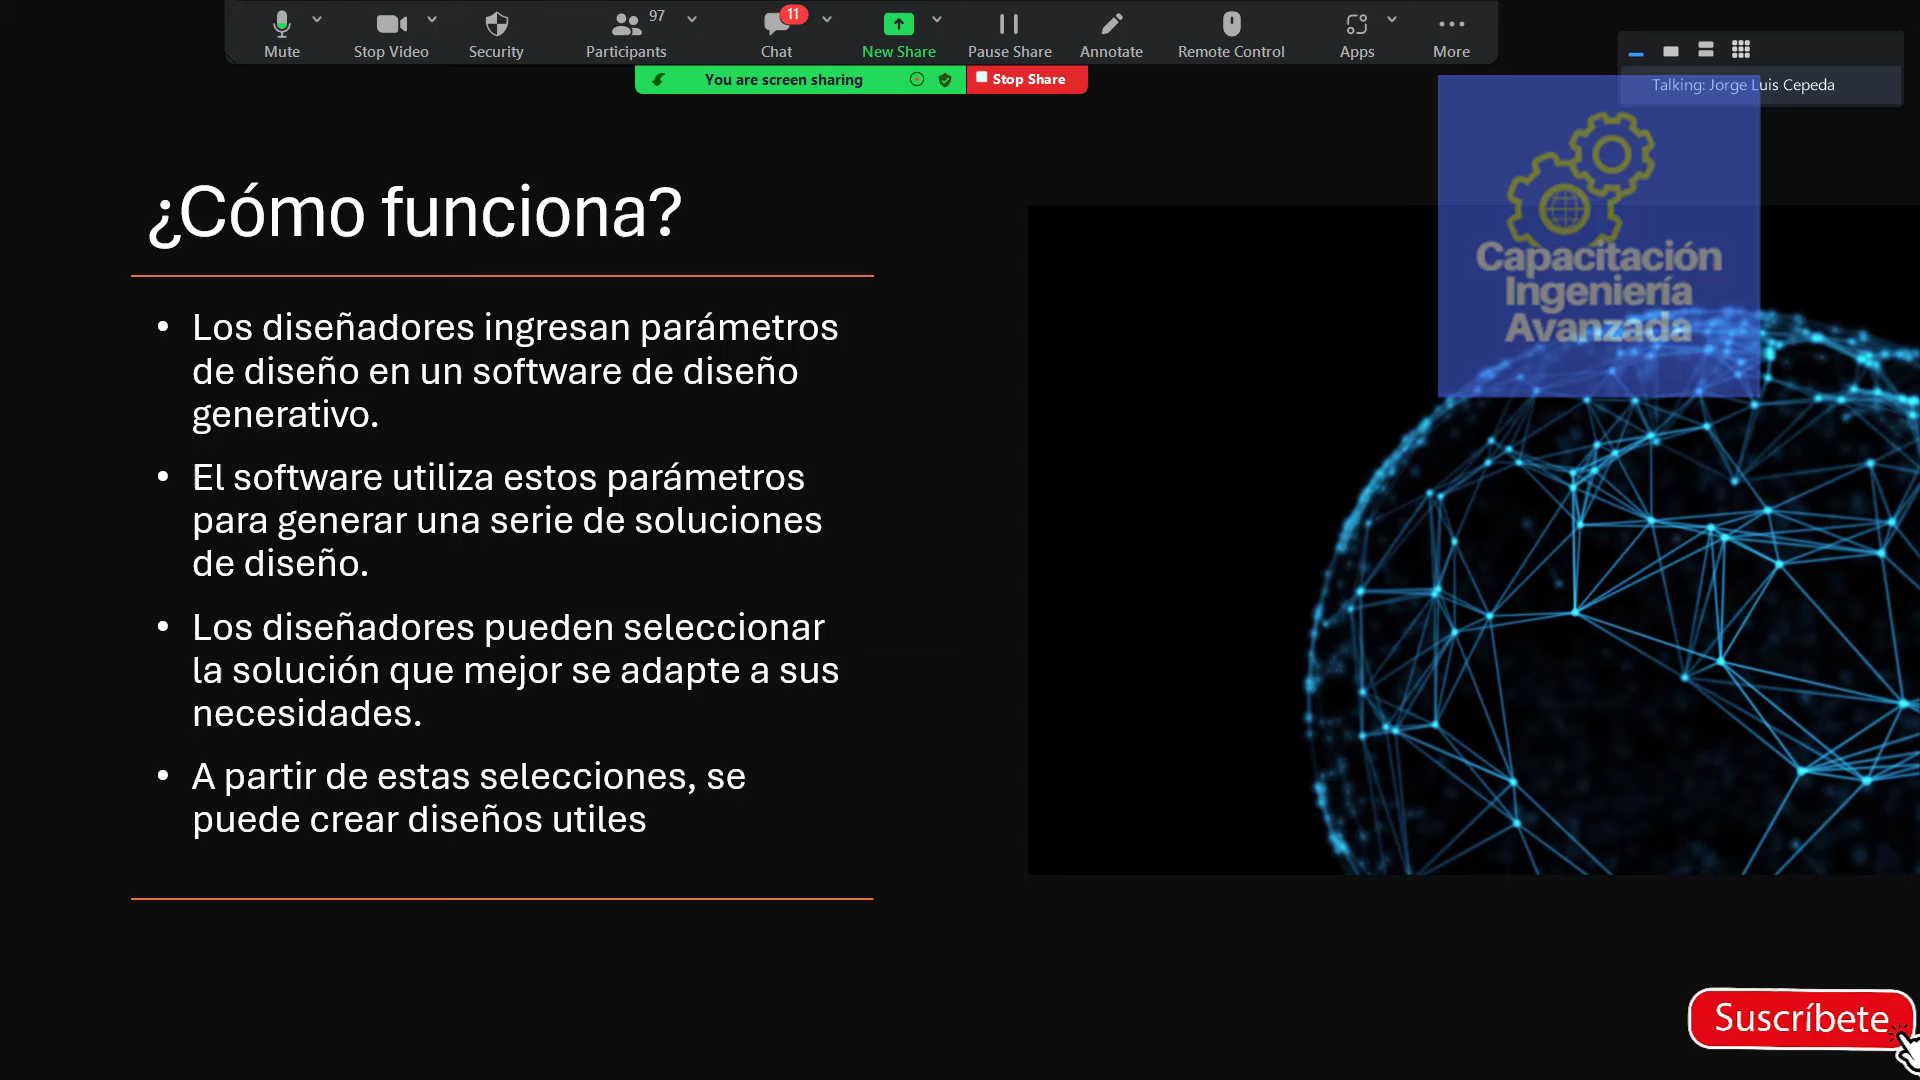 Mute
Stop Video
Security
Participants
97
Chat
11
New Share
Pause Share
Annotate
Remote Control
Apps
More
You are screen sharing
Stop Share
Talking: Jorge Luis Cepeda
Capacitación
Ingeniería
Avanzada
¿Cómo funciona?
• Los diseñadores ingresan parámetros
de diseño en un software de diseño
generativo.
• El software utiliza estos parámetros
para generar una serie de soluciones
de diseño.
• Los diseñadores pueden seleccionar
la solución que mejor se adapte a sus
necesidades.
• A partir de estas selecciones, se
puede crear diseños utiles
Suscríbete